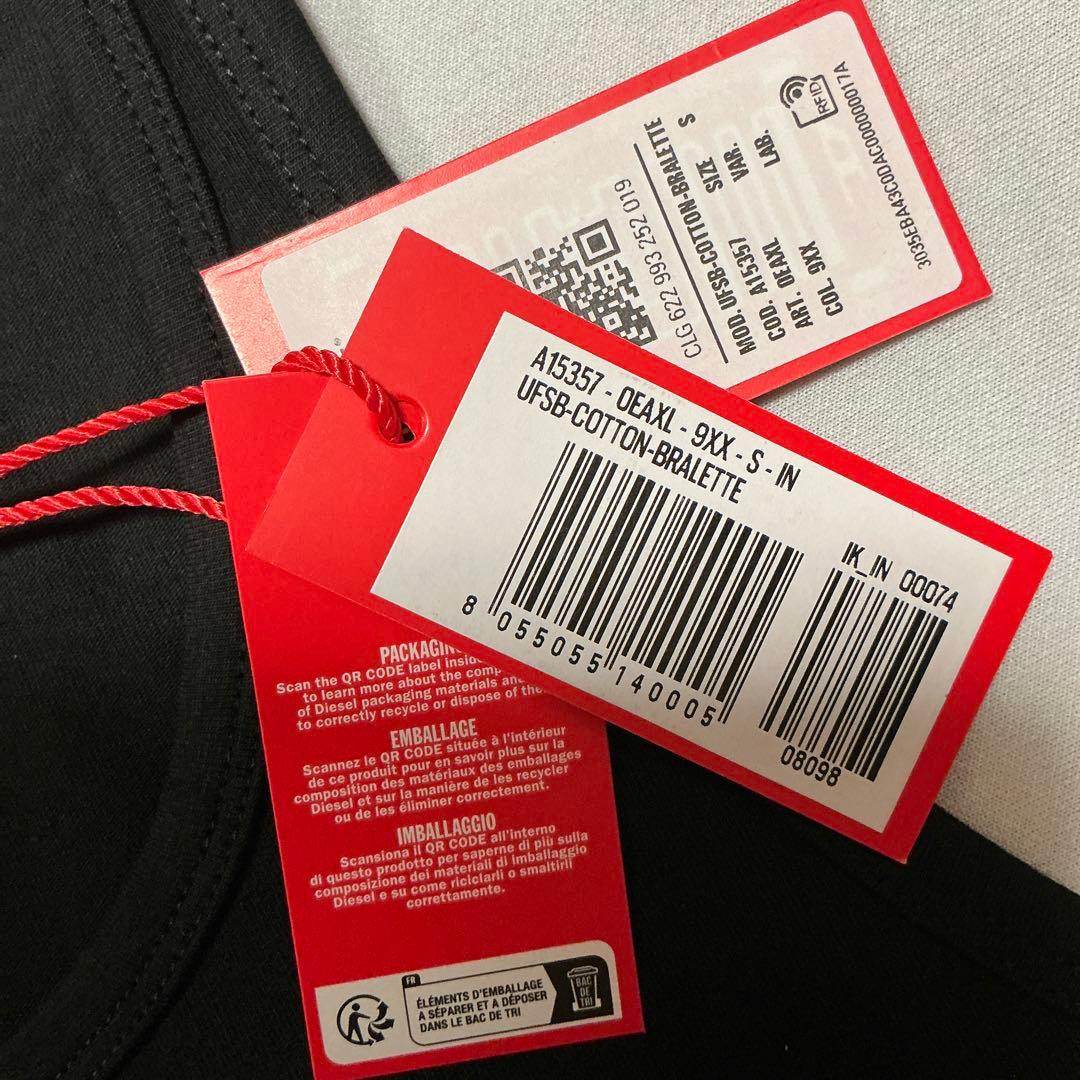 RFID
3035EBA43C0DAC000000017A
CLG 622 993 252 019
MOD. UFSB-COTTON-BRALETTE
COD. A15357 SIZE S
ART. 0EAXL VAR.
COL. 9XX LAB.
A15357 - 0EAXL - 9XX - S - IN
UFSB-COTTON-BRALETTE
8 055055 140005
IK_IN 00074
08098
Scan the QR CODE label
to learn more about the
of Diesel packaging materials
to correctly recycle or dispose of
EMBALLAGE
Scannez le QR CODE située à l'intérieur
de ce produit pour en savoir plus sur la
composition des matériaux des emballages
Diesel et sur la manière de les recycler
ou de les éliminer correctement.
IMBALLAGGIO
Scansiona il QR CODE all'interno
di questo prodotto per saperne di più sulla
composizione dei materiali di imballaggio
Diesel e su come riciclarli o smaltirli
correttamente.
FR
ÉLÉMENTS D'EMBALLAGE
A SÉPARER ET A DÉPOSER
DANS LE BAC DE TRI
BAC
DE
TRI